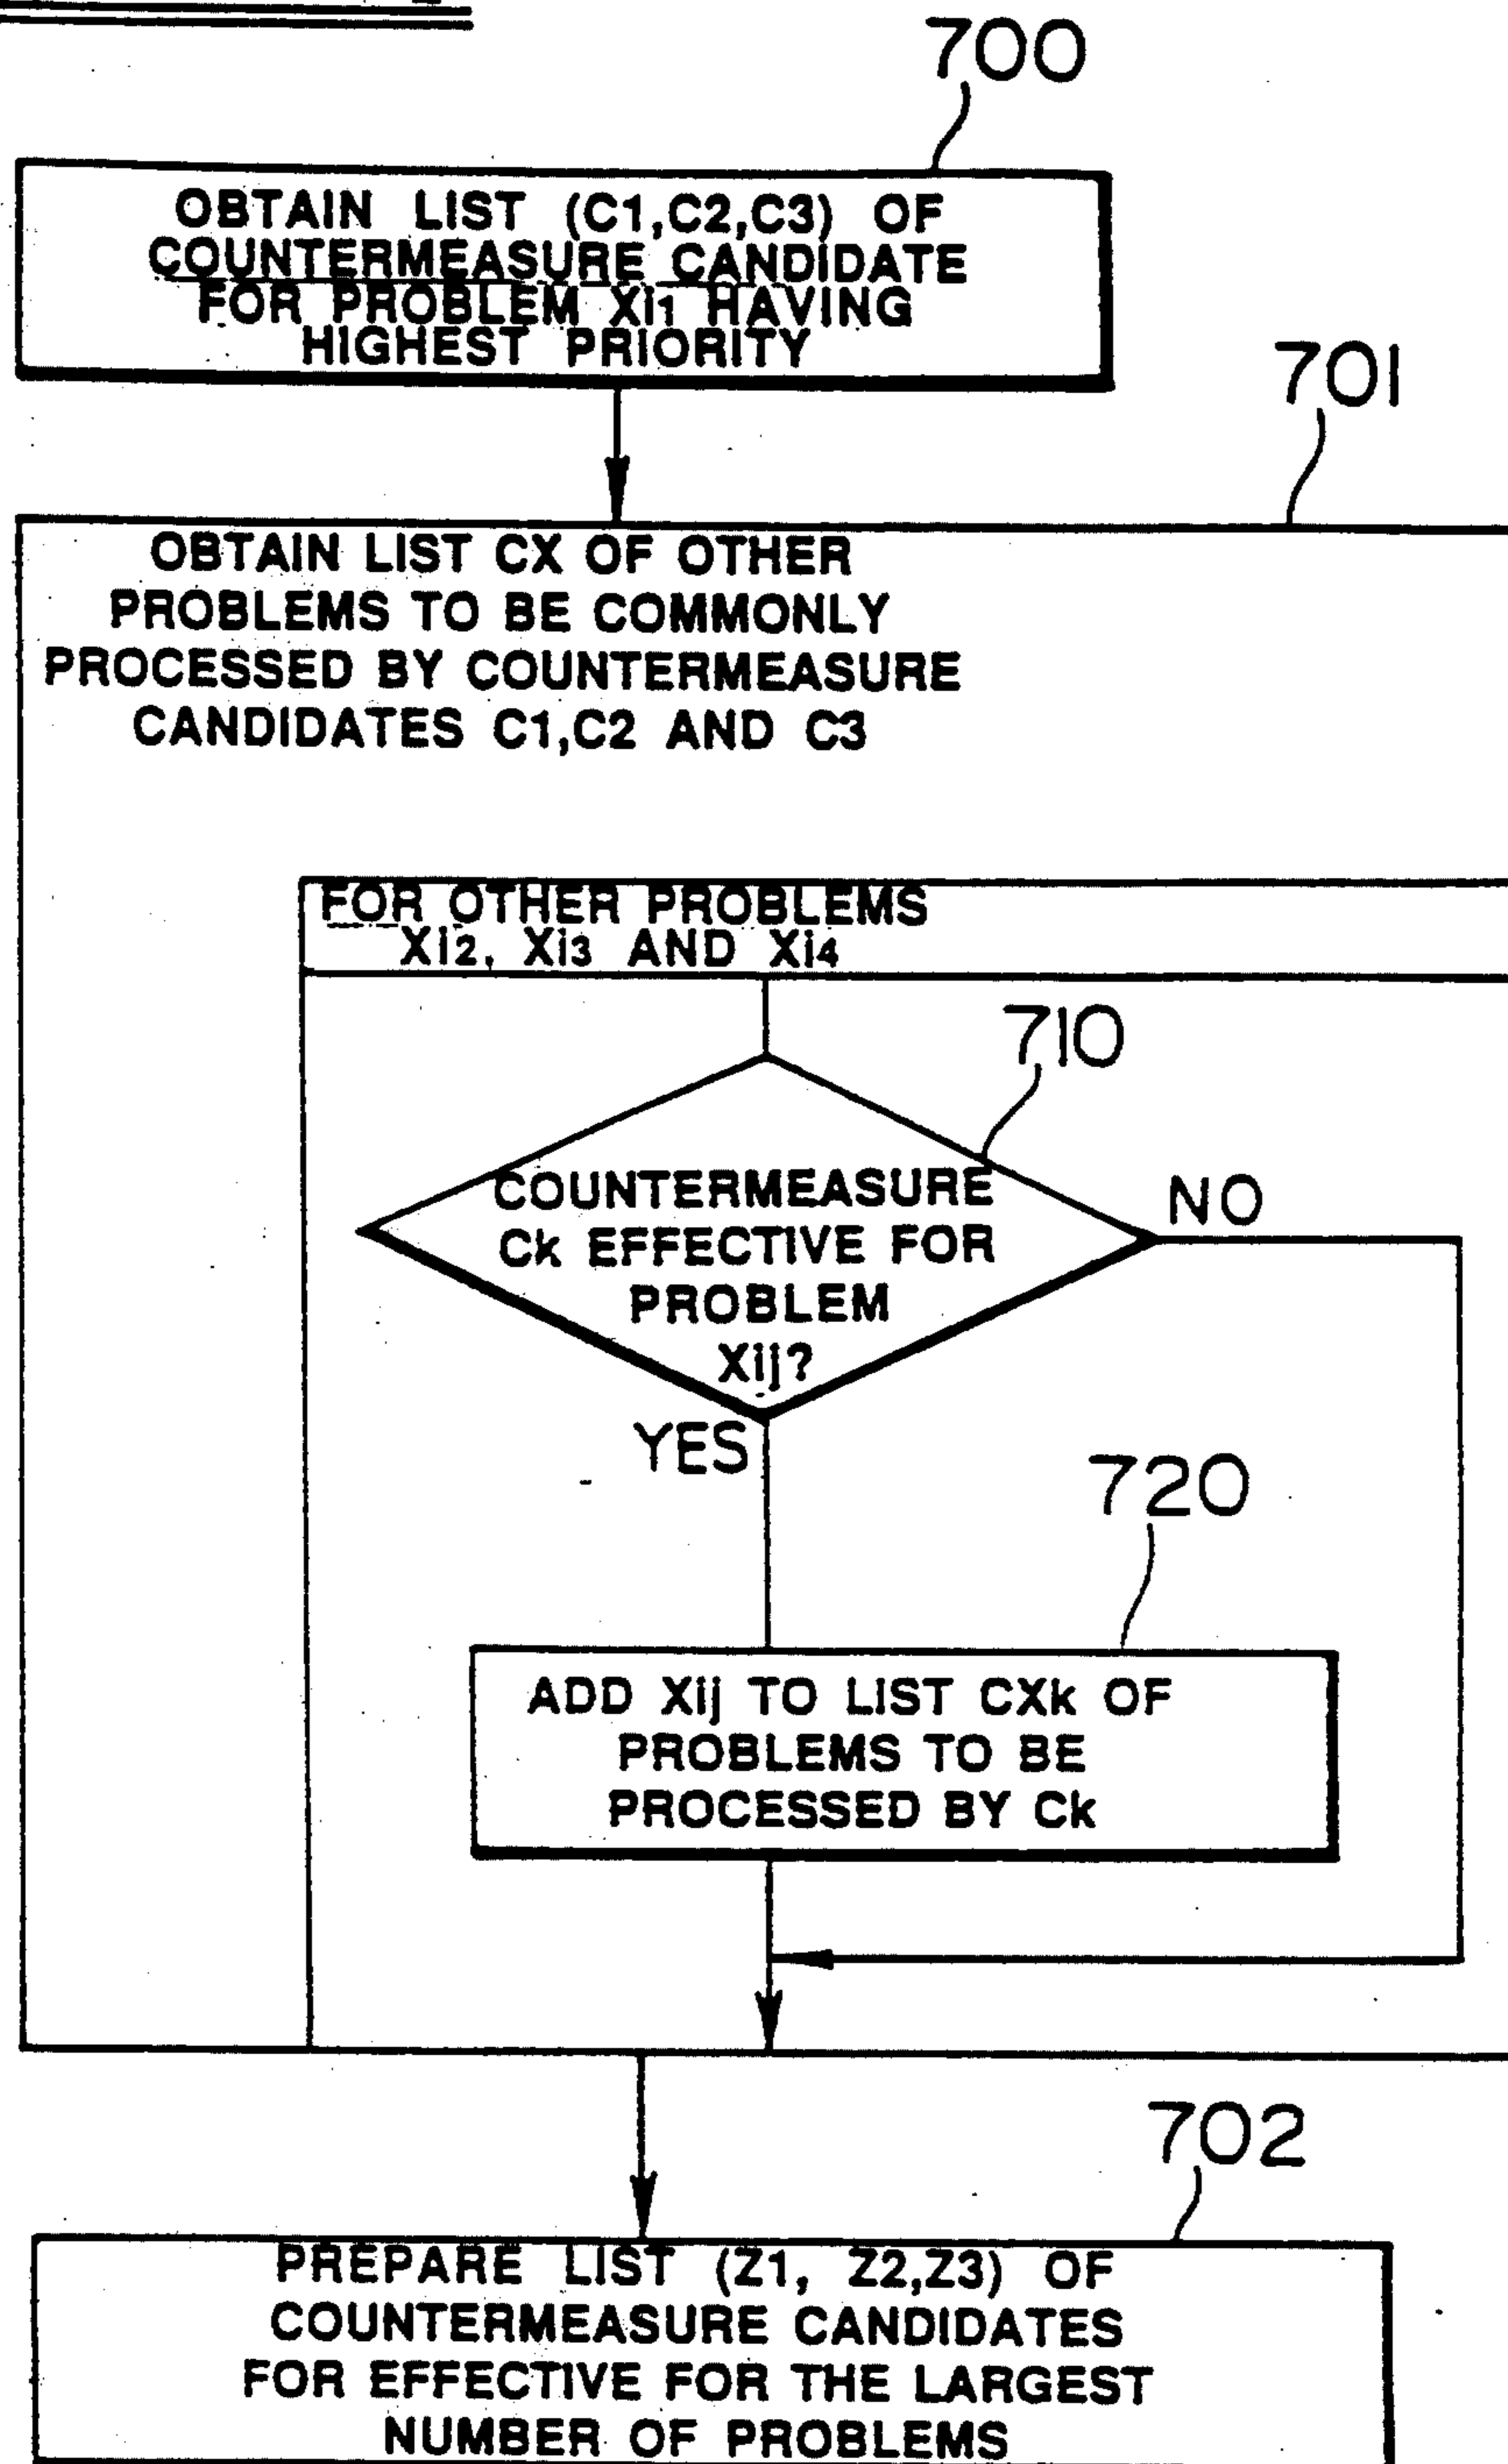 700
OBTAIN LIST (C1,C2,C3) OF
COUNTERMEASURE CANDIDATE
FOR PROBLEM Xi1 HAVING
HIGHEST PRIORITY
701
OBTAIN LIST CX OF OTHER
PROBLEMS TO BE COMMONLY
PROCESSED BY COUNTERMEASURE
CANDIDATES C1,C2 AND C3
FOR OTHER PROBLEMS
Xi2, Xi3 AND Xi4
710
COUNTERMEASURE
Ck EFFECTIVE FOR
PROBLEM
Xij?
NO
YES
720
ADD Xij TO LIST CXk OF
PROBLEMS TO BE
PROCESSED BY Ck
702
PREPARE LIST (Z1, Z2,Z3) OF
COUNTERMEASURE CANDIDATES
FOR EFFECTIVE FOR THE LARGEST
NUMBER OF PROBLEMS